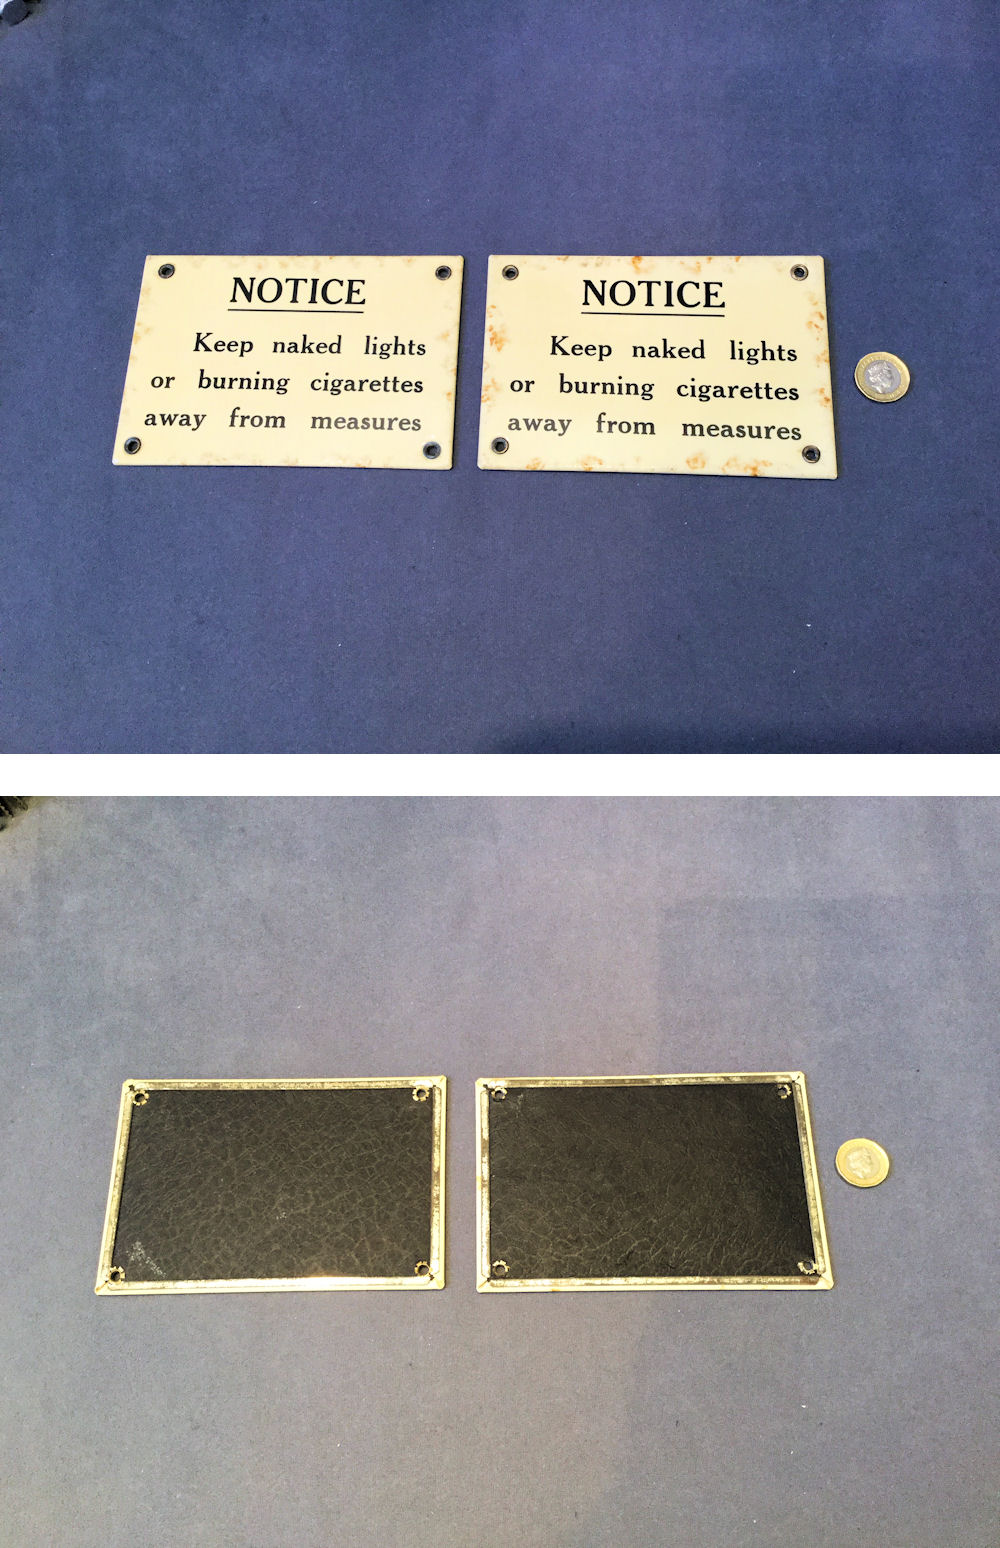 NOTICE
Keep naked lights
or burning cigarettes
away from measures
NOTICE
Keep naked lights
or burning cigarettes
away from measures